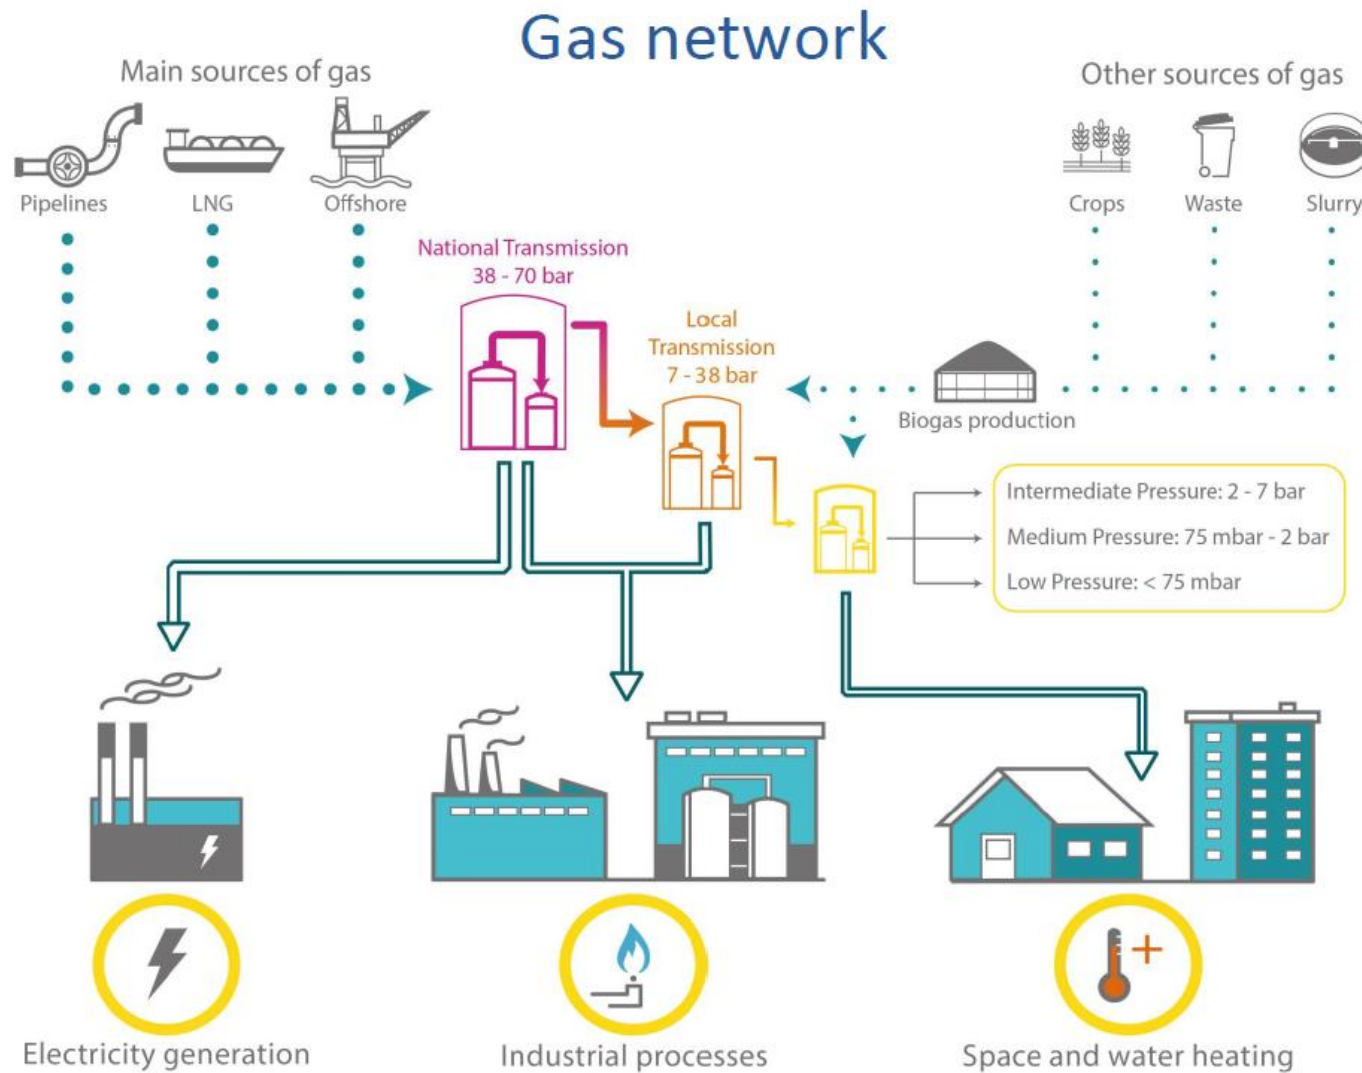 Gas network
Main sources of gas
Pipelines
LNG
Offshore
Other sources of gas
Crops
Waste
Slurry
National Transmission
38 - 70 bar
Local
Transmission
7 - 38 bar
Biogas production
Intermediate Pressure: 2 - 7 bar
Medium Pressure: 75 mbar - 2 bar
Low Pressure: < 75 mbar
Electricity generation
Industrial processes
Space and water heating